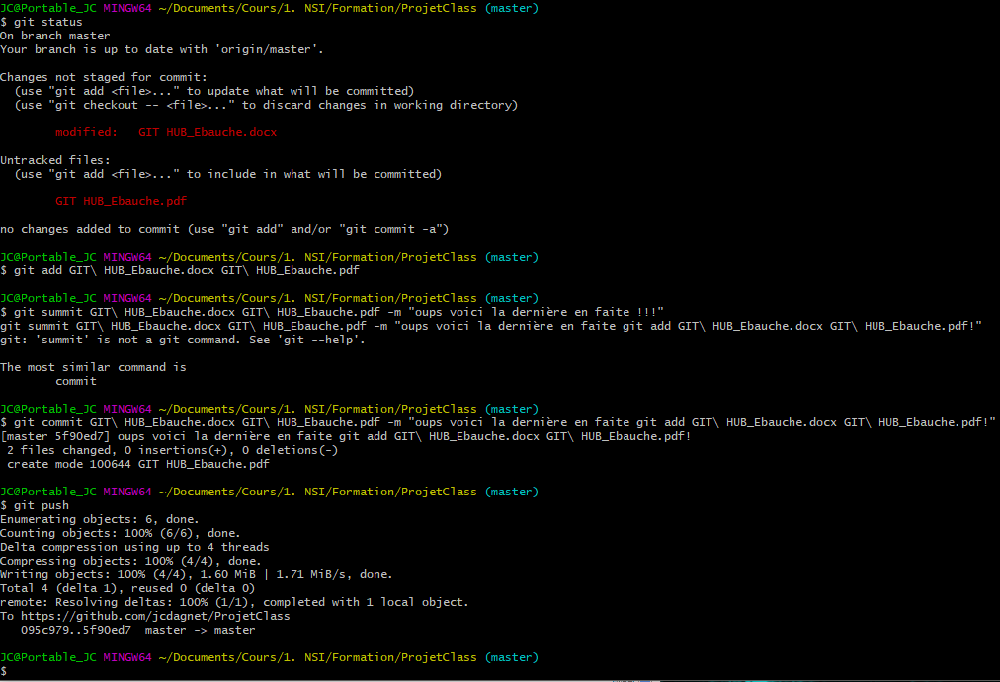 JC@Portable_JC MINGW64 ~/Documents/Cours/1. NSI/Formation/ProjetClass (master)
$ git status
On branch master
Your branch is up to date with 'origin/master'.
Changes not staged for commit:
(use "git add <file>..." to update what will be committed)
(use "git checkout -- <file>..." to discard changes in working directory)
modified: GIT HUB_Ebauche.docx
Untracked files:
(use "git add <file>..." to include in what will be committed)
GIT HUB_Ebauche.pdf
no changes added to commit (use "git add" and/or "git commit -a")
JC@Portable_JC MINGW64 ~/Documents/Cours/1. NSI/Formation/ProjetClass (master)
$ git add GIT\ HUB_Ebauche.docx GIT\ HUB_Ebauche.pdf
JC@Portable_JC MINGW64 ~/Documents/Cours/1. NSI/Formation/ProjetClass (master)
$ git summit GIT\ HUB_Ebauche.docx GIT\ HUB_Ebauche.pdf -m "oups voici la dernière en faite !!!"
git summit GIT\ HUB_Ebauche.docx GIT\ HUB_Ebauche.pdf -m "oups voici la dernière en faite git add GIT\ HUB_Ebauche.docx GIT\ HUB_Ebauche.pdf!"
git: 'summit' is not a git command. See 'git --help'.
The most similar command is
commit
JC@Portable_JC MINGW64 ~/Documents/Cours/1. NSI/Formation/ProjetClass (master)
$ git commit GIT\ HUB_Ebauche.docx GIT\ HUB_Ebauche.pdf -m "oups voici la dernière en faite git add GIT\ HUB_Ebauche.docx GIT\ HUB_Ebauche.pdf!"
[master 5f90ed7] oups voici la dernière en faite git add GIT\ HUB_Ebauche.docx GIT\ HUB_Ebauche.pdf!
2 files changed, 0 insertions(+), 0 deletions(-)
create mode 100644 GIT HUB_Ebauche.pdf
JC@Portable_JC MINGW64 ~/Documents/Cours/1. NSI/Formation/ProjetClass (master)
$ git push
Enumerating objects: 6, done.
Counting objects: 100% (6/6), done.
Delta compression using up to 4 threads
Compressing objects: 100% (4/4), done.
Writing objects: 100% (4/4), 1.60 MiB | 1.71 MiB/s, done.
Total 4 (delta 1), reused 0 (delta 0)
remote: Resolving deltas: 100% (1/1), completed with 1 local object.
To https://github.com/jcdagnet/ProjetClass
095c979..5f90ed7 master -> master
JC@Portable_JC MINGW64 ~/Documents/Cours/1. NSI/Formation/ProjetClass (master)
$